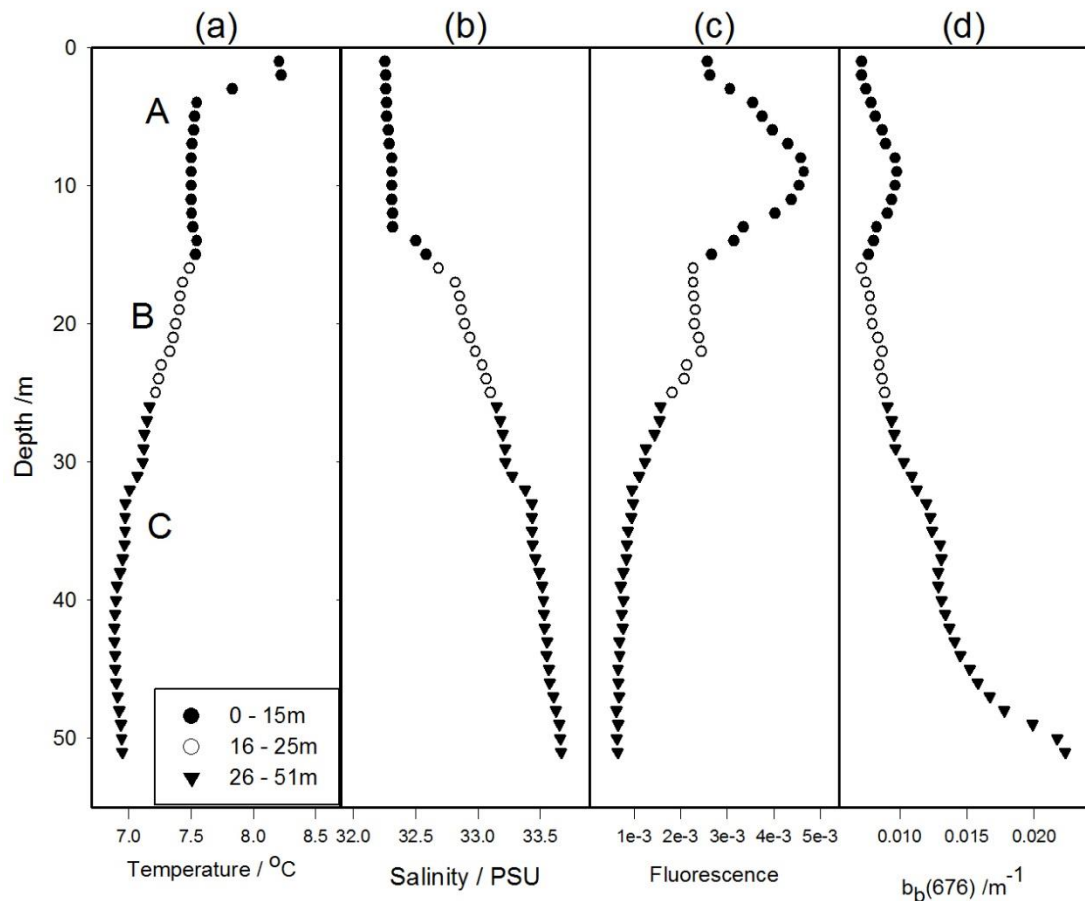 (a) (b) (c) (d)
0
A
10
B
20
Depth /m
30
C
40
50
0 - 15m
16 - 25m
26 - 51m
7.0 7.5 8.0 8.5 32.0 32.5 33.0 33.5 1e-3 2e-3 3e-3 4e-3 5e-3 0.010 0.015 0.020
Temperature / °C Salinity / PSU Fluorescence b_b(676) /m⁻¹